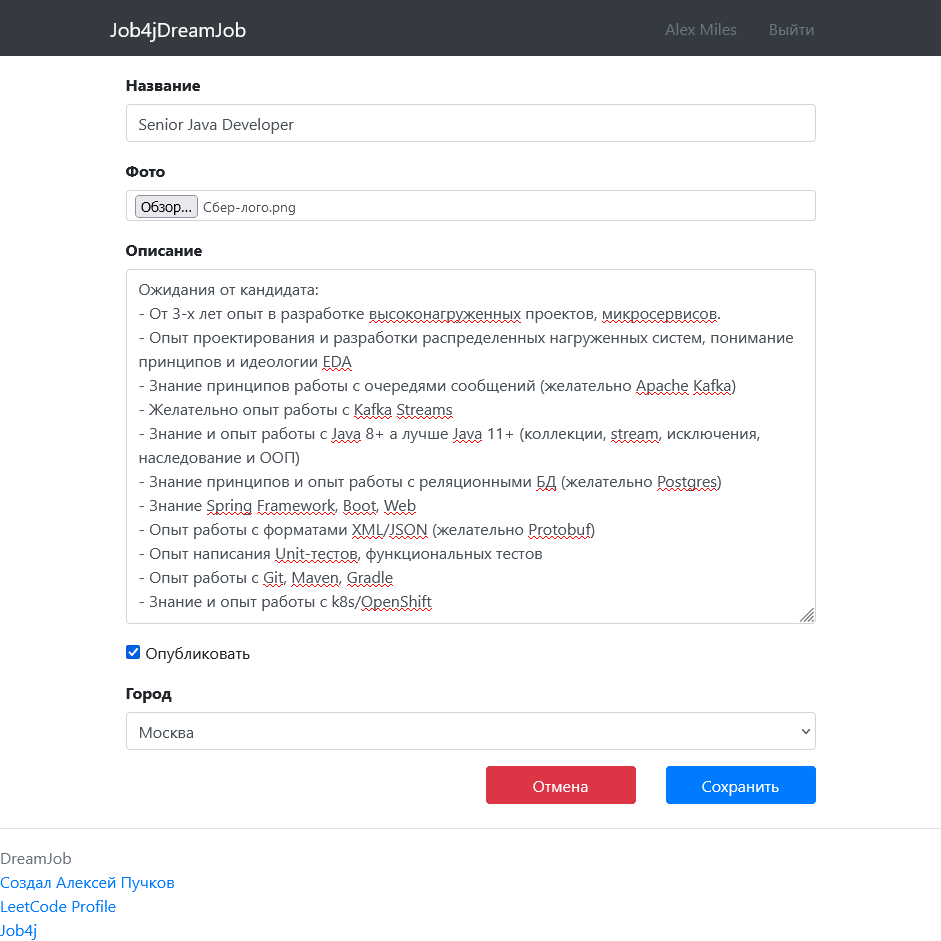 Job4jDreamJob
Alex Miles
Выйти
Название
Senior Java Developer
Фото
Обзор... Сбер-лого.png
Описание
Ожидания от кандидата:
- От 3-х лет опыт в разработке высоконагруженных проектов, микросервисов.
- Опыт проектирования и разработки распределенных нагруженных систем, понимание
принципов и идеологии EDA
- Знание принципов работы с очередями сообщений (желательно Apache Kafka)
- Желательно опыт работы с Kafka Streams
- Знание и опыт работы с Java 8+ а лучше Java 11+ (коллекции, stream, исключения,
наследование и ООП)
- Знание принципов и опыт работы с реляционными БД (желательно Postgres)
- Знание Spring Framework, Boot, Web
- Опыт работы с форматами XML/JSON (желательно Protobuf)
- Опыт написания Unit-тестов, функциональных тестов
- Опыт работы с Git, Maven, Gradle
- Знание и опыт работы с k8s/OpenShift
Опубликовать
Город
Москва
Отмена
Сохранить
DreamJob
Создал Алексей Пучков
LeetCode Profile
Job4j